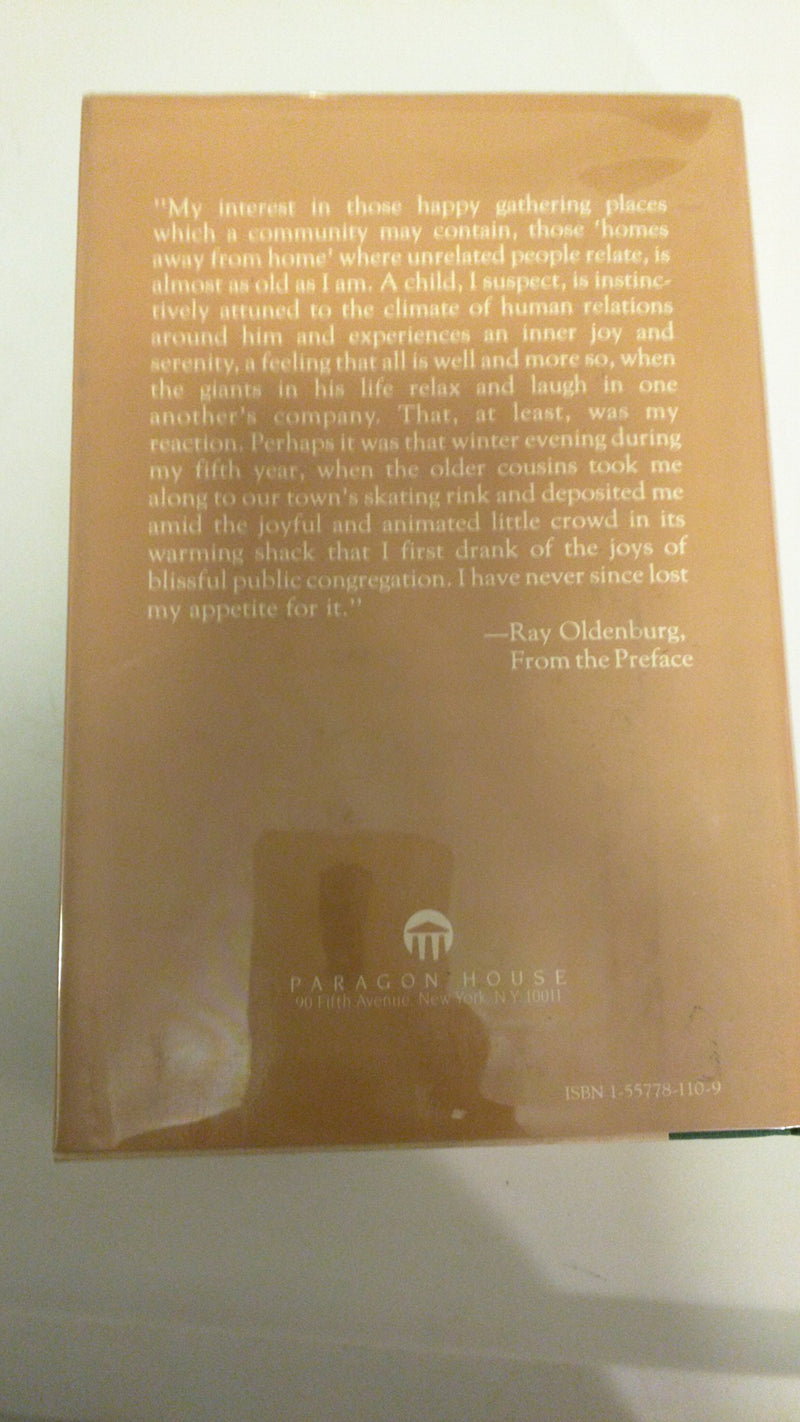 "My interest in those happy gathering places
which a community may contain, those 'homes
away from home' where unrelated people relate, is
almost as old as I am. A child, I suspect, is instinc-
tively attuned to the climate of human relations
around him and experiences an inner joy and
serenity, a feeling that all is well and more so, when
the giants in his life relax and laugh in one
another's company. That, at least, was my
reaction. Perhaps it was that winter evening during
my fifth year, when the older cousins took me
along to our town's skating rink and deposited me
amid the joyful and animated little crowd in its
warming shack that I first drank of the joys of
blissful public congregation. I have never since lost
my appetite for it."
—Ray Oldenburg,
From the Preface
PARAGON HOUSE
90 Fifth Avenue, New York, N.Y. 10011
ISBN 1-55778-110-9